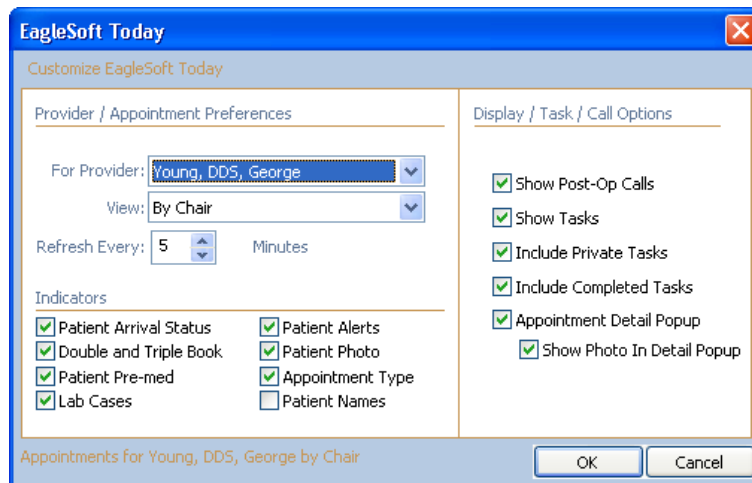 EagleSoft Today
Customize EagleSoft Today
Provider / Appointment Preferences
For Provider: Young, DDS, George
View: By Chair
Refresh Every: 5 Minutes
Indicators
Patient Arrival Status Patient Alerts
Double and Triple Book Patient Photo
Patient Pre-med Appointment Type
Lab Cases Patient Names
Display / Task / Call Options
Show Post-Op Calls
Show Tasks
Include Private Tasks
Include Completed Tasks
Appointment Detail Popup
Show Photo In Detail Popup
Appointments for Young, DDS, George by Chair
OK Cancel